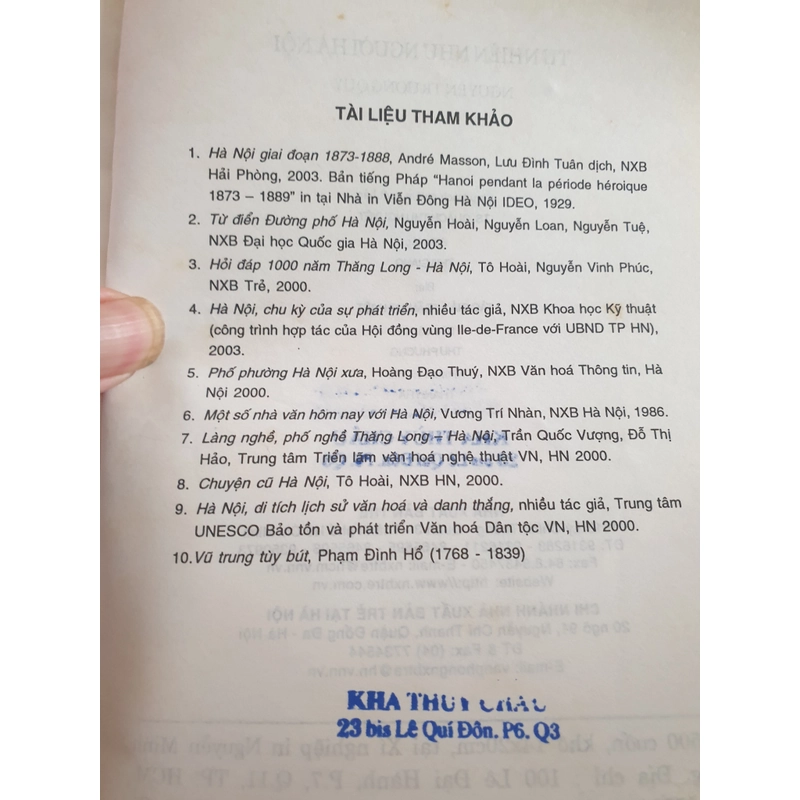 TÀI LIỆU THAM KHẢO
1. Hà Nội giai đoạn 1873-1888, André Masson, Lưu Đình Tuân dịch, NXB
Hải Phòng, 2003. Bản tiếng Pháp "Hanoi pendant la période héroique
1873 – 1889" in tại Nhà in Viễn Đông Hà Nội IDEO, 1929.
2. Từ điển Đường phố Hà Nội, Nguyễn Hoài, Nguyễn Loan, Nguyễn Tuệ,
NXB Đại học Quốc gia Hà Nội, 2003.
3. Hỏi đáp 1000 năm Thăng Long - Hà Nội, Tô Hoài, Nguyễn Vinh Phúc,
NXB Trẻ, 2000.
4. Hà Nội, chu kỳ của sự phát triển, nhiều tác giả, NXB Khoa học Kỹ thuật
(công trình hợp tác của Hội đồng vùng Ile-de-France với UBND TP HN),
2003.
5. Phố phường Hà Nội xưa, Hoàng Đạo Thuý, NXB Văn hoá Thông tin, Hà
Nội 2000.
6. Một số nhà văn hôm nay với Hà Nội, Vương Trí Nhàn, NXB Hà Nội, 1986.
7. Làng nghề, phố nghề Thăng Long – Hà Nội, Trần Quốc Vượng, Đỗ Thị
Hảo, Trung tâm Triển lãm văn hoá nghệ thuật VN, HN 2000.
8. Chuyện cũ Hà Nội, Tô Hoài, NXB HN, 2000.
9. Hà Nội, di tích lịch sử văn hoá và danh thắng, nhiều tác giả, Trung tâm
UNESCO Bảo tồn và phát triển Văn hoá Dân tộc VN, HN 2000.
10. Vũ trung tùy bút, Phạm Đình Hổ (1768 - 1839)
KHA THUỲ CHÂU
23 bis Lê Quí Đôn. P6. Q3